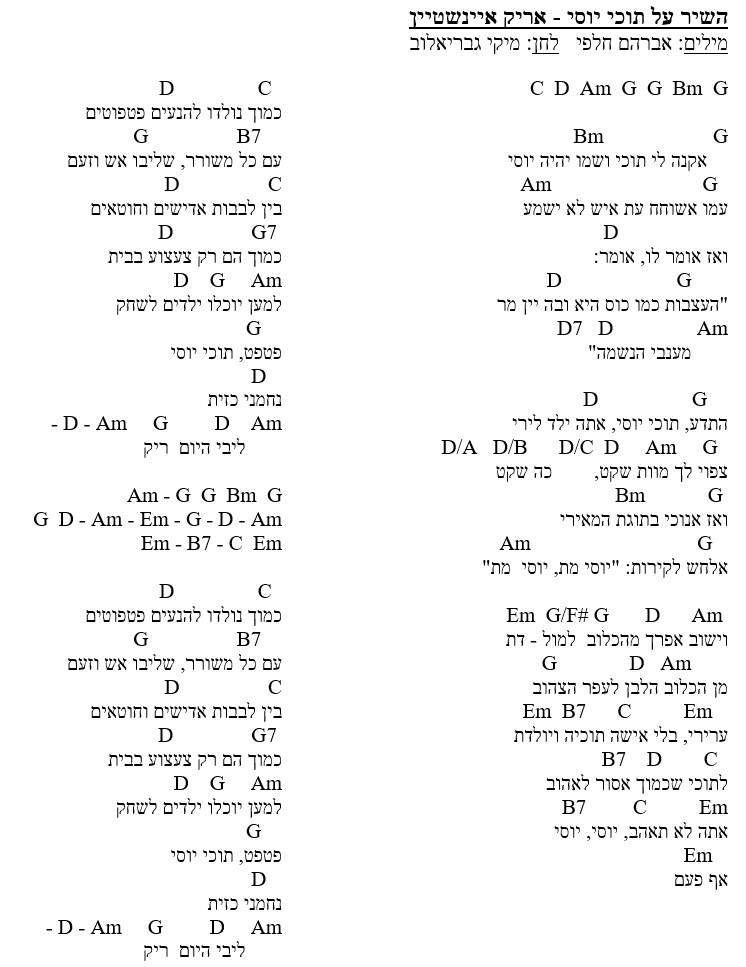 השיר על תוכי יוסי - אריק איינשטיין
מילים: אברהם חלפי לחן: מיקי גבריאלוב
C D Am G G Bm G
Bm G
אקנה לי תוכי ושמו יהיה יוסי
Am G
עמו אשוחח עת איש לא ישמע
D
ואז אומר לו, אומר:
D G
"העצבות כמו כוס היא ובה יין מר
D7 D Am
מענבי הנשמה"
D G
התדע, תוכי יוסי, אתה ילד לירי
D/A D/B D/C D Am G
צפוי לך מוות שקט, כה שקט
Bm G
ואז אנוכי בתוגת המאירי
Am G
אלחש לקירות: "יוסי מת, יוסי מת"
Em G/F# G D Am
וישוב אפרך מהכלוב למול - דת
G D Am
מן הכלוב הלבן לעפר הצהוב
Em B7 C Em
ערירי, בלי אישה תוכיה ויולדת
B7 D C
לתוכי שכמוך אסור לאהוב
B7 C Em
אתה לא תאהב, יוסי, יוסי
Em
אף פעם
D C
כמוך נולדו להנעים פטפוטים
G B7
עם כל משורר, שליבו אש וזעם
D C
בין לבבות אדישים וחוטאים
D G7
כמוך הם רק צעצוע בבית
D G Am
למען יוכלו ילדים לשחק
G
פטפט, תוכי יוסי
D
נחמני כזית
- D - Am G D Am
ליבי היום ריק
Am - G G Bm G
G D - Am - Em - G - D - Am
Em - B7 - C Em
D C
כמוך נולדו להנעים פטפוטים
G B7
עם כל משורר, שליבו אש וזעם
D C
בין לבבות אדישים וחוטאים
D G7
כמוך הם רק צעצוע בבית
D G Am
למען יוכלו ילדים לשחק
G
פטפט, תוכי יוסי
D
נחמני כזית
- D - Am G D Am
ליבי היום ריק